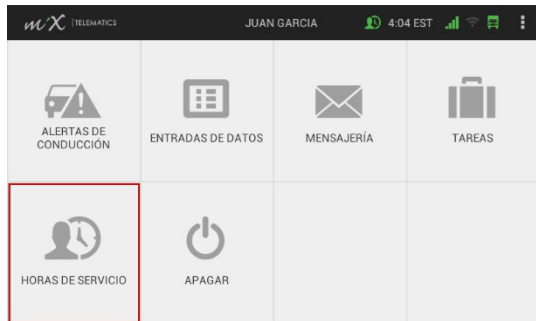 miX TELEMATICS JUAN GARCIA 4:04 EST
ALERTAS DE
CONDUCCIÓN
ENTRADAS DE DATOS
MENSAJERÍA
TAREAS
HORAS DE SERVICIO
APAGAR